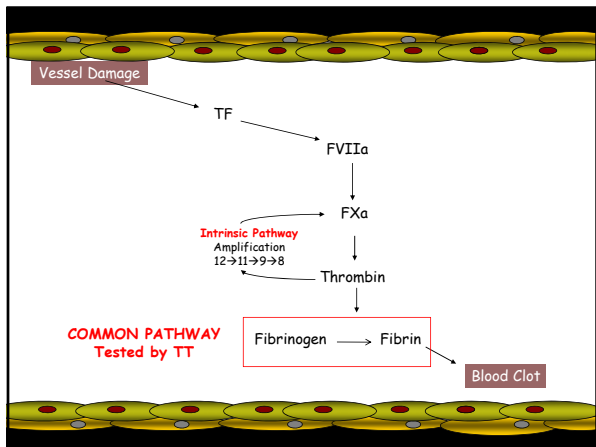 Vessel Damage
TF
FVIIa
FXa
Intrinsic Pathway
Amplification
12→11→9→8
Thrombin
COMMON PATHWAY
Tested by TT
Fibrinogen → Fibrin
Blood Clot